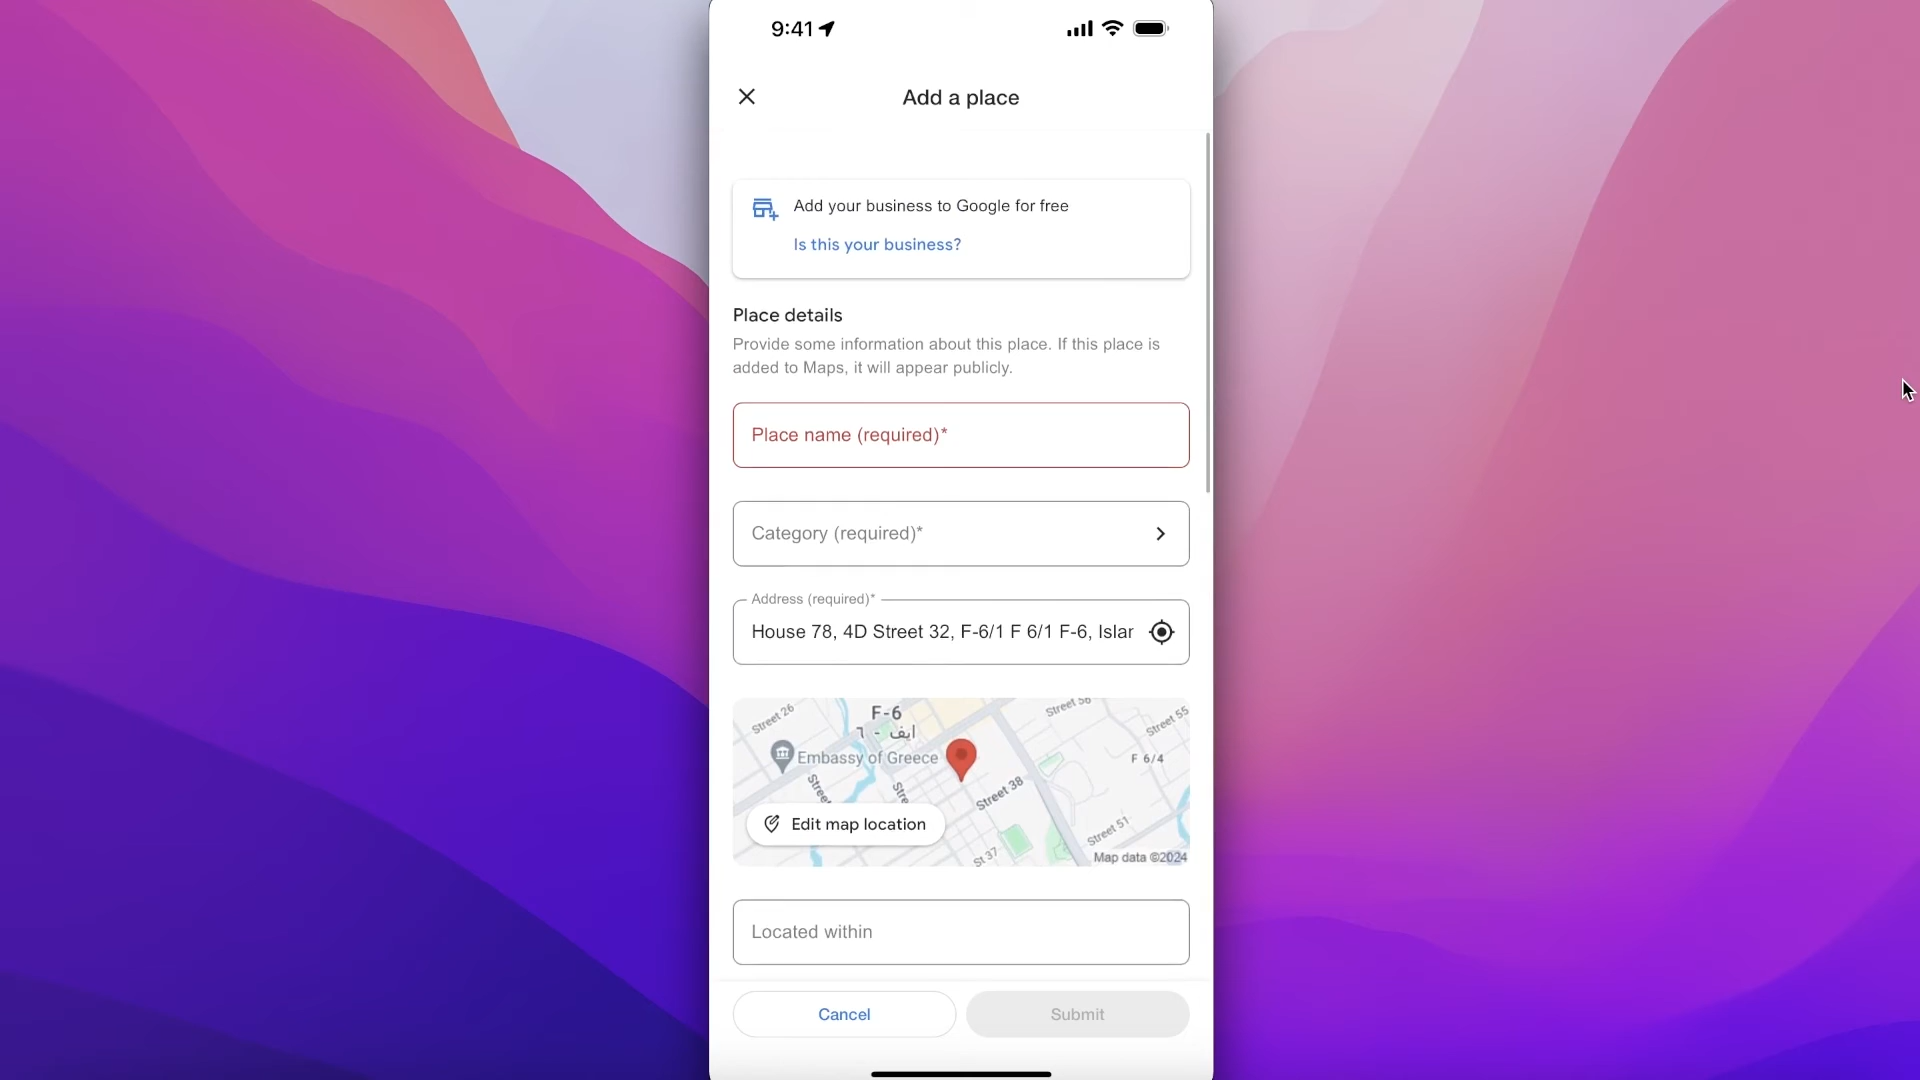 9:41
Add a place
Add your business to Google for free
Is this your business?
Place details
Provide some information about this place. If this place is
added to Maps, it will appear publicly.
Place name (required)*
Category (required)*
Address (required)*
House 78, 4D Street 32, F-6/1 F 6/1 F-6, Islar
Street 26
F-6
ايف - ٦
Street 56
Street 55
Embassy of Greece
F 6/4
Stree
Stre
Street 38
Street 51
Edit map location
St 37
Map data ©2024
Located within
Cancel
Submit